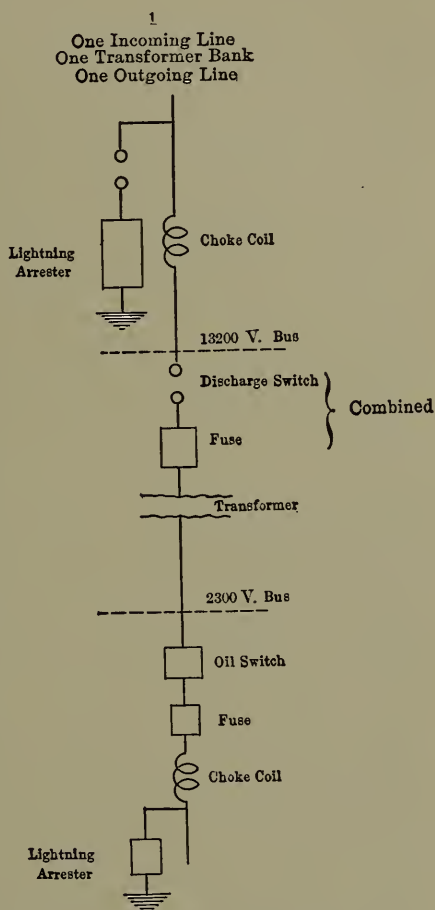 1
One Incoming Line
One Transformer Bank
One Outgoing Line
Choke Coil
Lightning
Arrester
13200 V. Bus
Discharge Switch
Combined
Fuse
Transformer
2300 V. Bus
Oil Switch
Fuse
Choke Coil
Lightning
Arrester